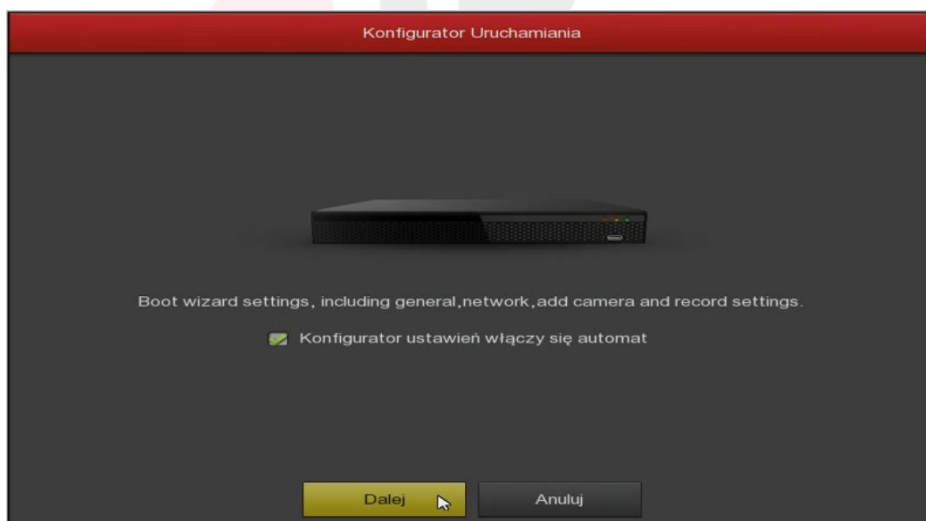 Konfigurator Uruchamiania
Boot wizard settings, including general,network,add camera and record settings.
Konfigurator ustawień włączy się automat
Dalej
Anuluj